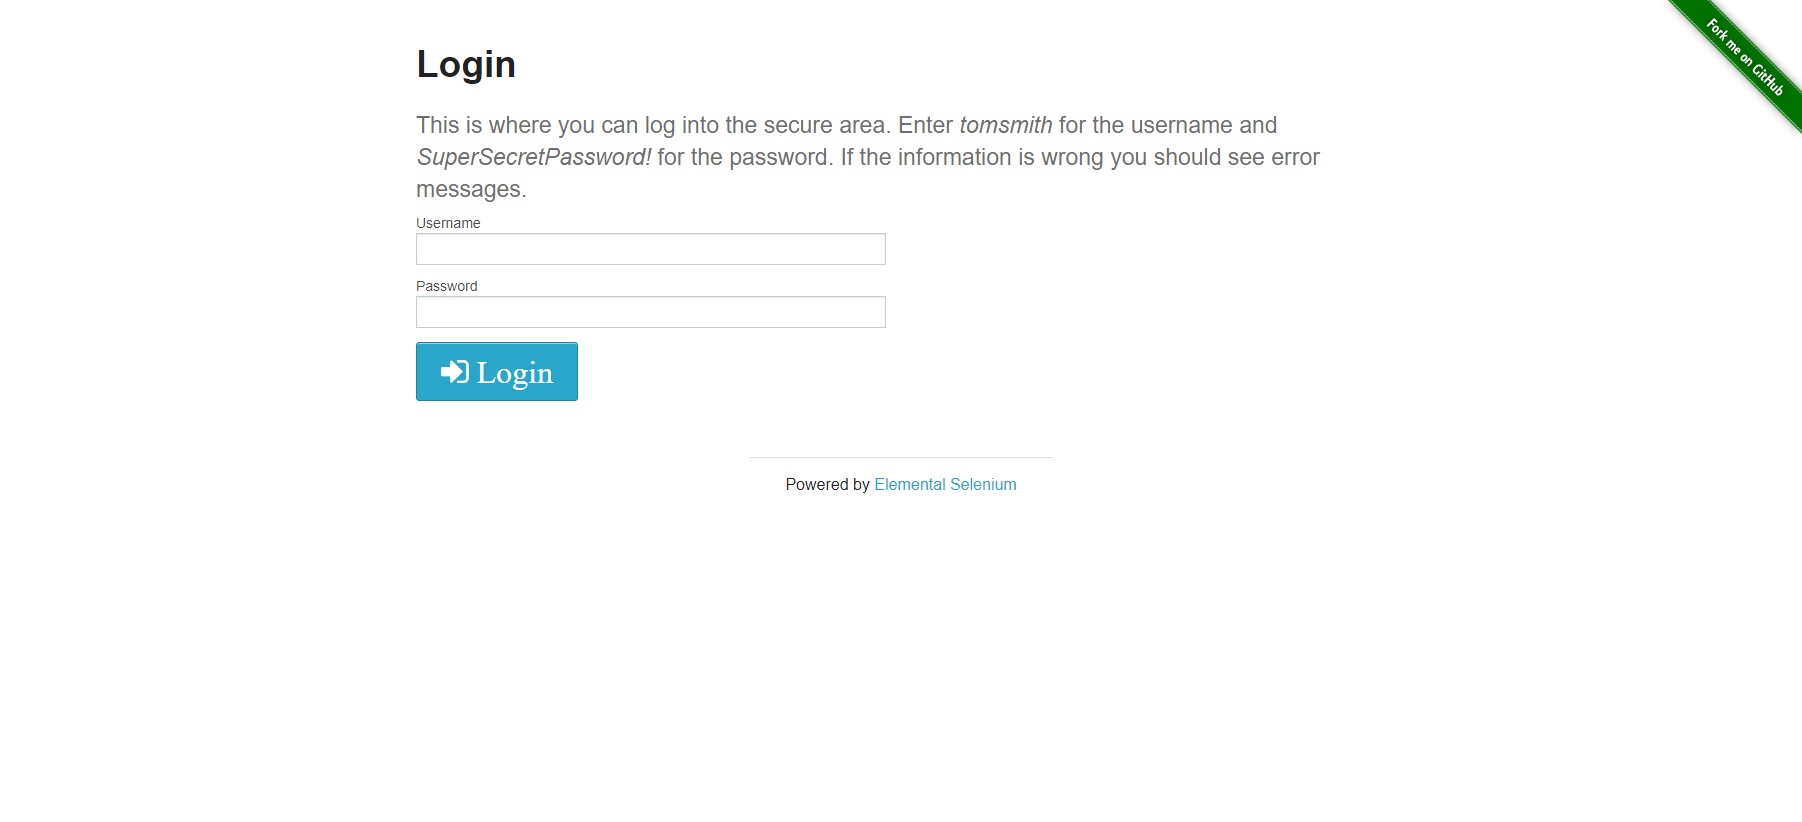 Fork me on GitHub
Login
This is where you can log into the secure area. Enter tomsmith for the username and
SuperSecretPassword! for the password. If the information is wrong you should see error
messages.
Username
Password
Login
Powered by Elemental Selenium